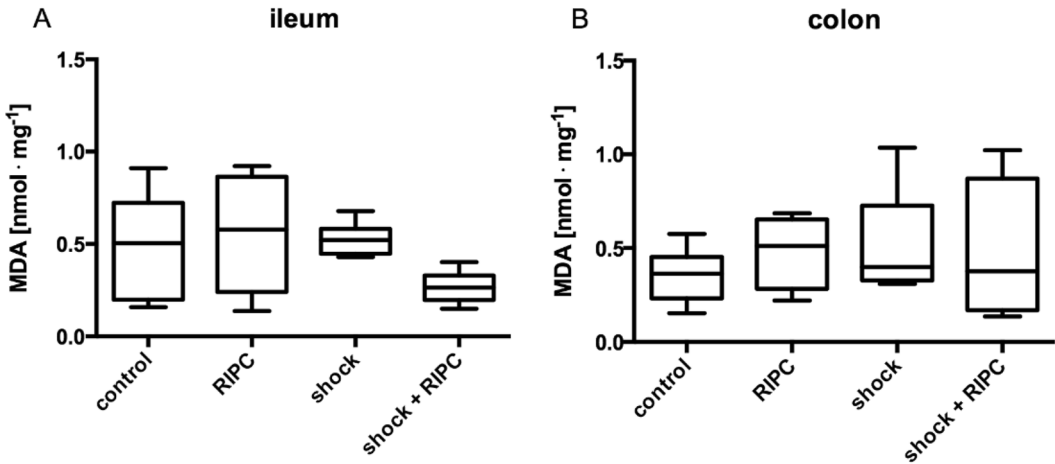 A
ileum
MDA [nmol · mg⁻¹]
1.5
1.0
0.5
0.0
control
RIPC
shock
shock + RIPC
B
colon
MDA [nmol · mg⁻¹]
1.5
1.0
0.5
0.0
control
RIPC
shock
shock + RIPC